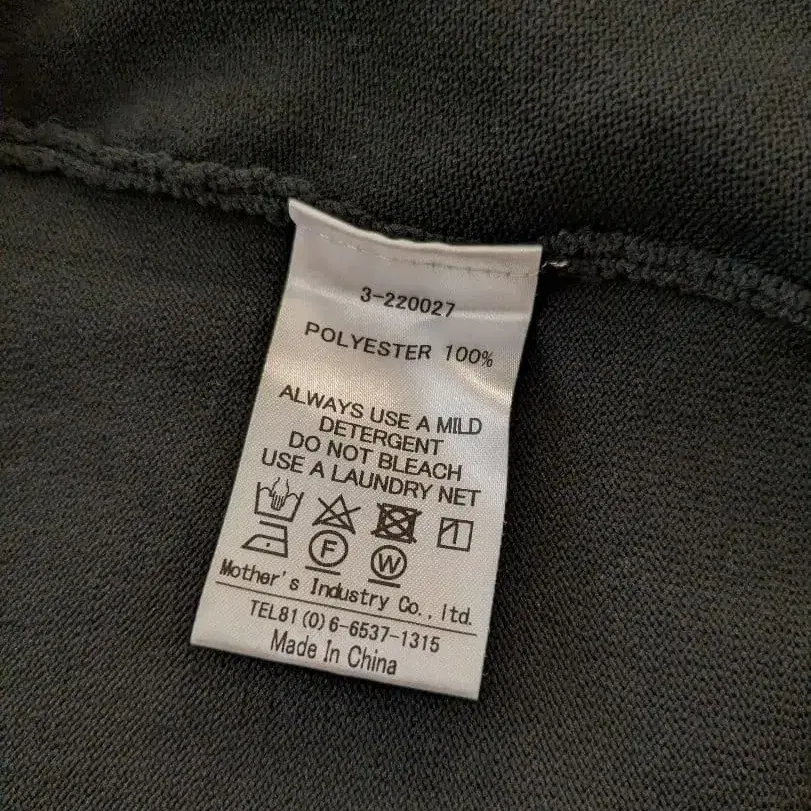 3-220027
POLYESTER 100%
ALWAYS USE A MILD
DETERGENT
DO NOT BLEACH
USE A LAUNDRY NET
F
W
Mother's Industry Co., ltd.
TEL81(0)6-6537-1315
Made In China